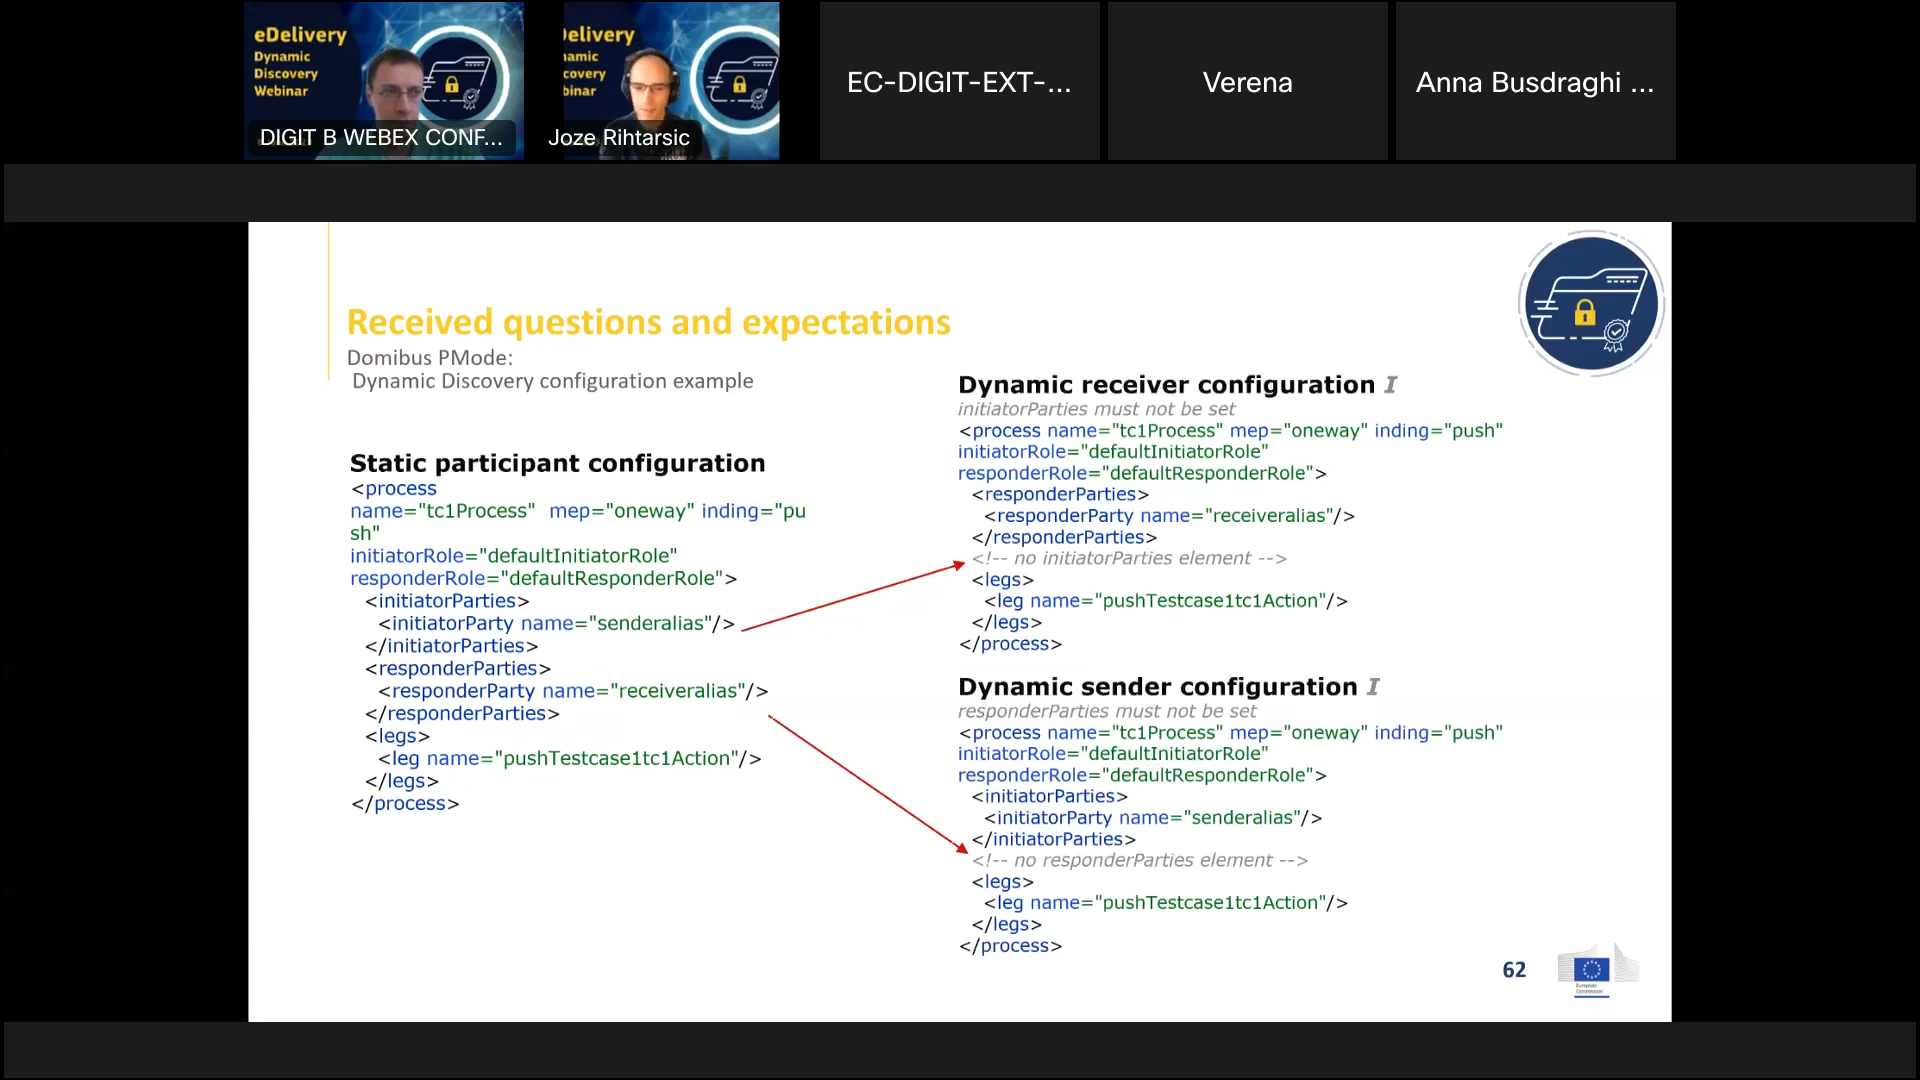 eDelivery
Dynamic
Discovery
Webinar
DIGIT B WEBEX CONF...
Delivery
namic
covery
binar
Joze Rihtarsic
EC-DIGIT-EXT-...
Verena
Anna Busdraghi ...
Received questions and expectations
Domibus PMode:
Dynamic Discovery configuration example
Static participant configuration
<process
name="tc1Process" mep="oneway" inding="pu
sh"
initiatorRole="defaultInitiatorRole"
responderRole="defaultResponderRole">
<initiatorParties>
<initiatorParty name="senderalias"/>
</initiatorParties>
<responderParties>
<responderParty name="receiveralias"/>
</responderParties>
<legs>
<leg name="pushTestcase1tc1Action"/>
</legs>
</process>
Dynamic receiver configuration I
initiatorParties must not be set
<process name="tc1Process" mep="oneway" inding="push"
initiatorRole="defaultInitiatorRole"
responderRole="defaultResponderRole">
<responderParties>
<responderParty name="receiveralias"/>
</responderParties>
<!-- no initiatorParties element -->
<legs>
<leg name="pushTestcase1tc1Action"/>
</legs>
</process>
Dynamic sender configuration I
responderParties must not be set
<process name="tc1Process" mep="oneway" inding="push"
initiatorRole="defaultInitiatorRole"
responderRole="defaultResponderRole">
<initiatorParties>
<initiatorParty name="senderalias"/>
</initiatorParties>
<!-- no responderParties element -->
<legs>
<leg name="pushTestcase1tc1Action"/>
</legs>
</process>
62
European
Commission